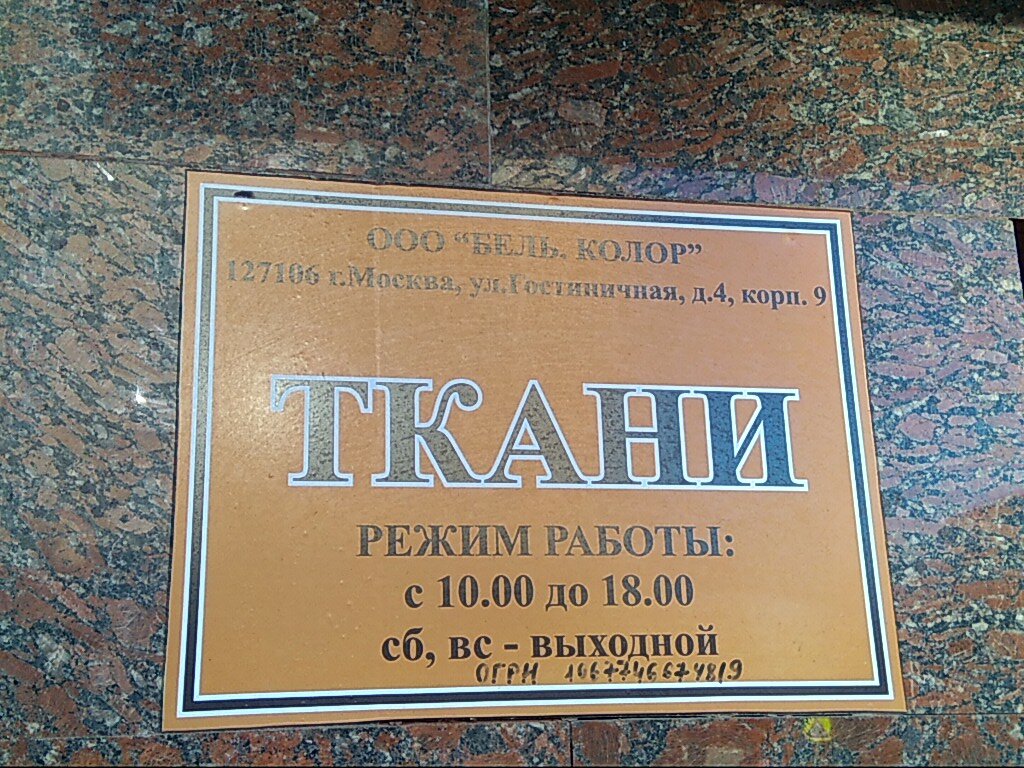 ООО “БЕЛЬ. КОЛОР”
127106 г.Москва, ул.Гостиничная, д.4, корп. 9
ТКАНИ
РЕЖИМ РАБОТЫ:
с 10.00 до 18.00
сб, вс - выходной
ОГРН